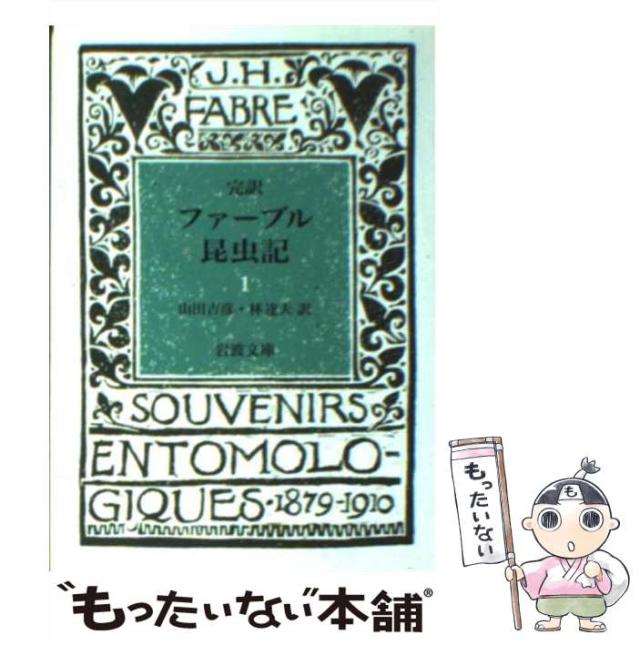 J.H.
FABRE
完訳
ファーブル
昆虫記
1
山田吉彦・林達夫 訳
岩波文庫
SOUVENIRS
ENTOMOLO-
GIQUES・1879-1910
もったいない
も
"もったいない"本舗®